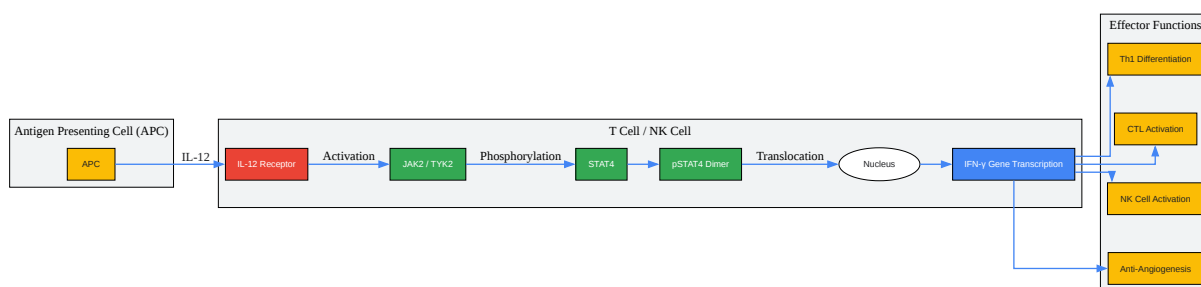 Effector Functions
Th1 Differentiation
Antigen Presenting Cell (APC)
T Cell / NK Cell
CTL Activation
APC
IL-12
IL-12 Receptor
Activation
JAK2 / TYK2
Phosphorylation
STAT4
pSTAT4 Dimer
Translocation
Nucleus
IFN-γ Gene Transcription
NK Cell Activation
Anti-Angiogenesis